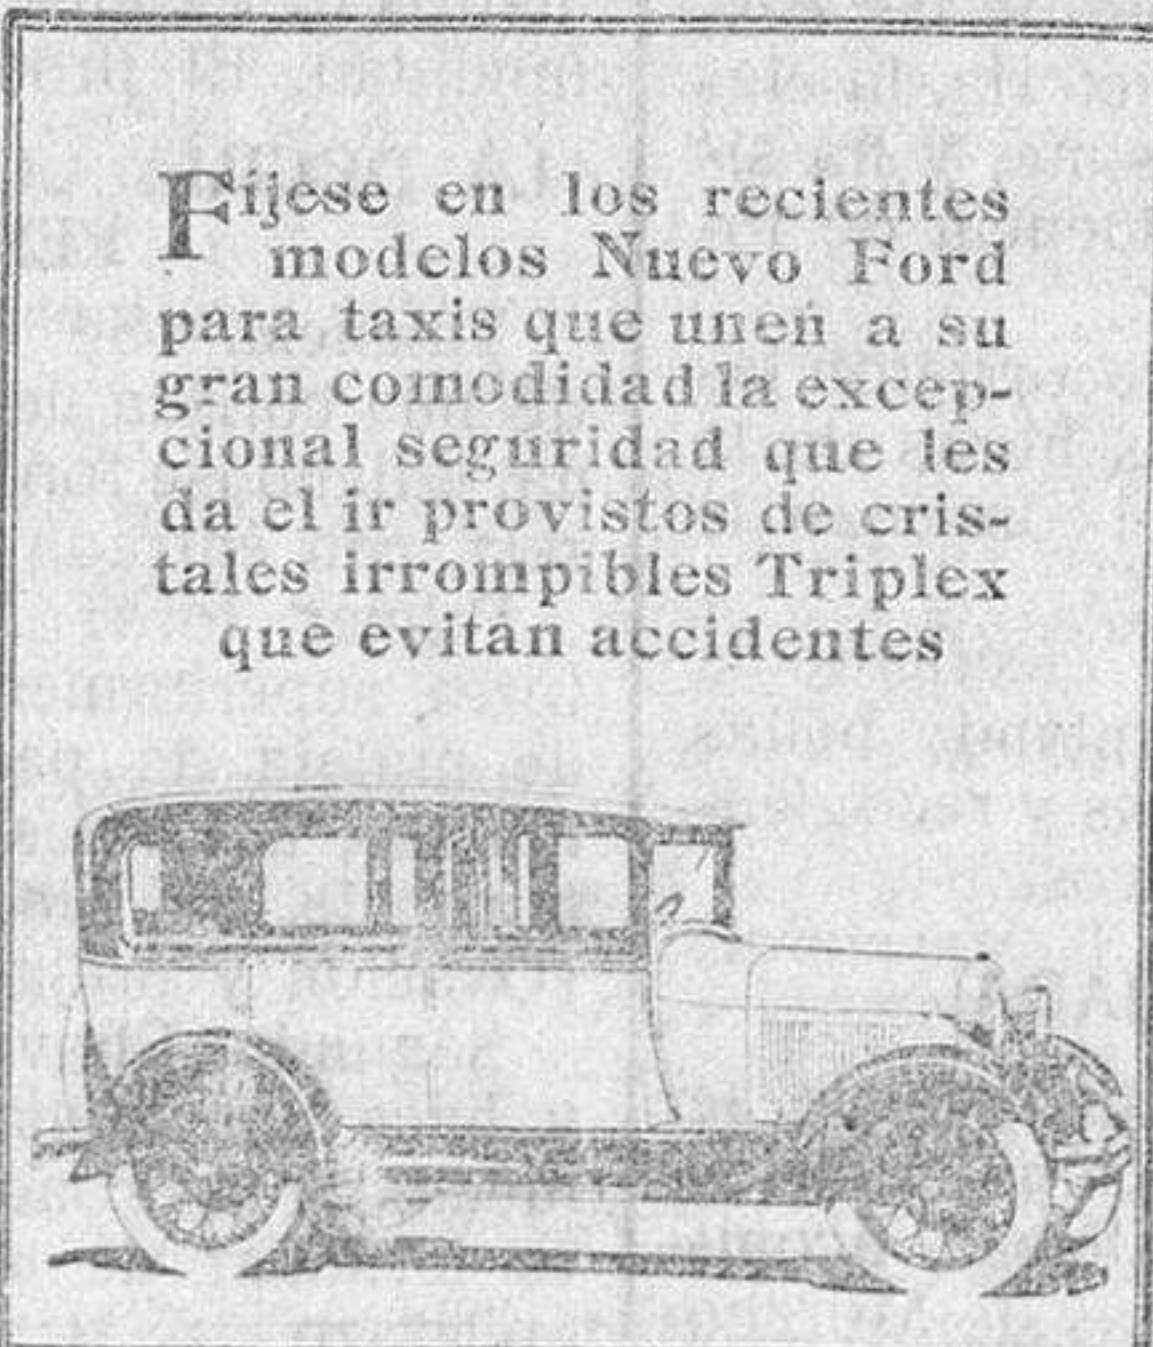 Fíjese en los recientes
modelos Nuevo Ford
para taxis que unen a su
gran comodidad la excep-
cional seguridad que les
da el ir provistos de cris-
tales irrompibles Triplex
que evitan accidentes